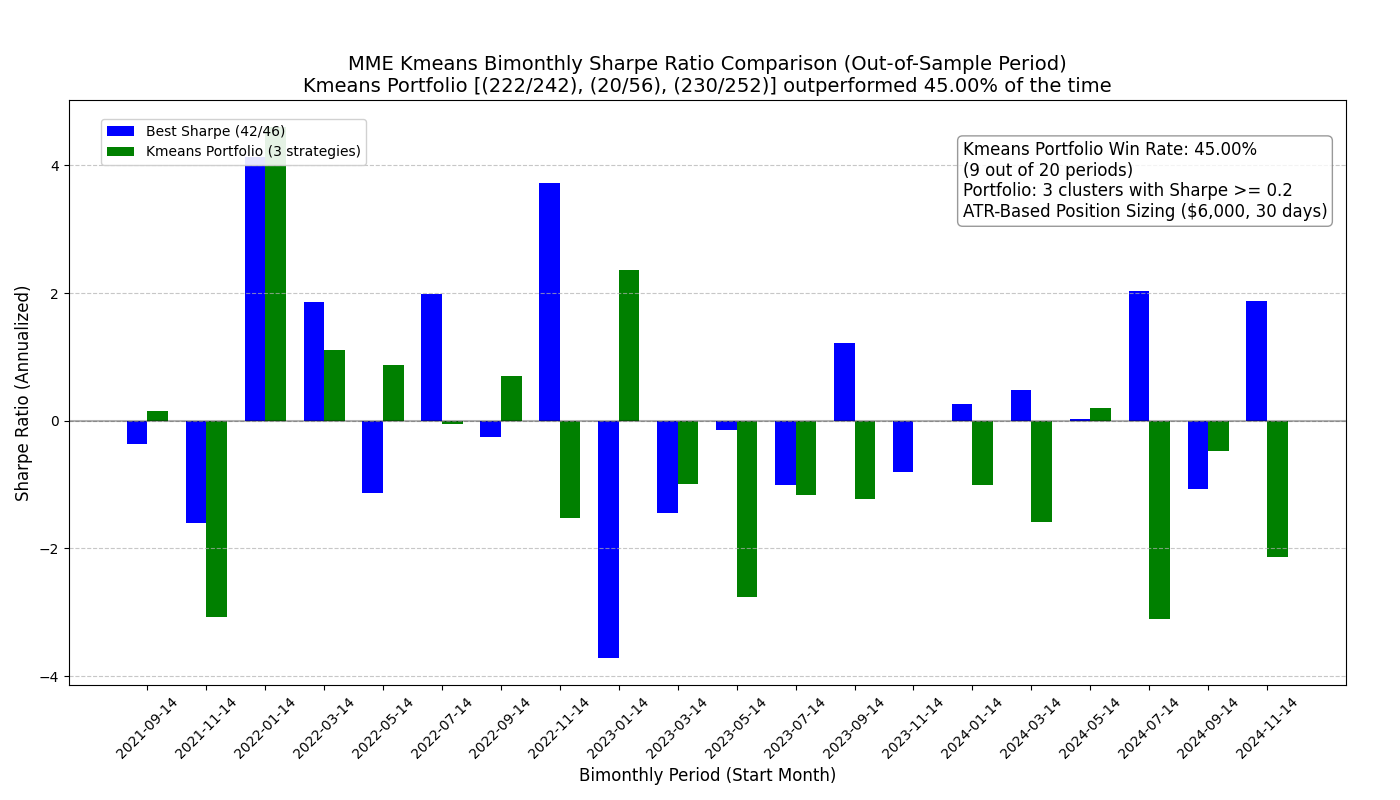 MME Kmeans Bimonthly Sharpe Ratio Comparison (Out-of-Sample Period)
Kmeans Portfolio [(222/242), (20/56), (230/252)] outperformed 45.00% of the time
Best Sharpe (42/46)
Kmeans Portfolio (3 strategies)
Kmeans Portfolio Win Rate: 45.00%
(9 out of 20 periods)
Portfolio: 3 clusters with Sharpe >= 0.2
ATR-Based Position Sizing ($6,000, 30 days)
Sharpe Ratio (Annualized)
4
2
0
−2
−4
2021-09-14
2021-11-14
2022-01-14
2022-03-14
2022-05-14
2022-07-14
2022-09-14
2022-11-14
2023-01-14
2023-03-14
2023-05-14
2023-07-14
2023-09-14
2023-11-14
2024-01-14
2024-03-14
2024-05-14
2024-07-14
2024-09-14
2024-11-14
Bimonthly Period (Start Month)